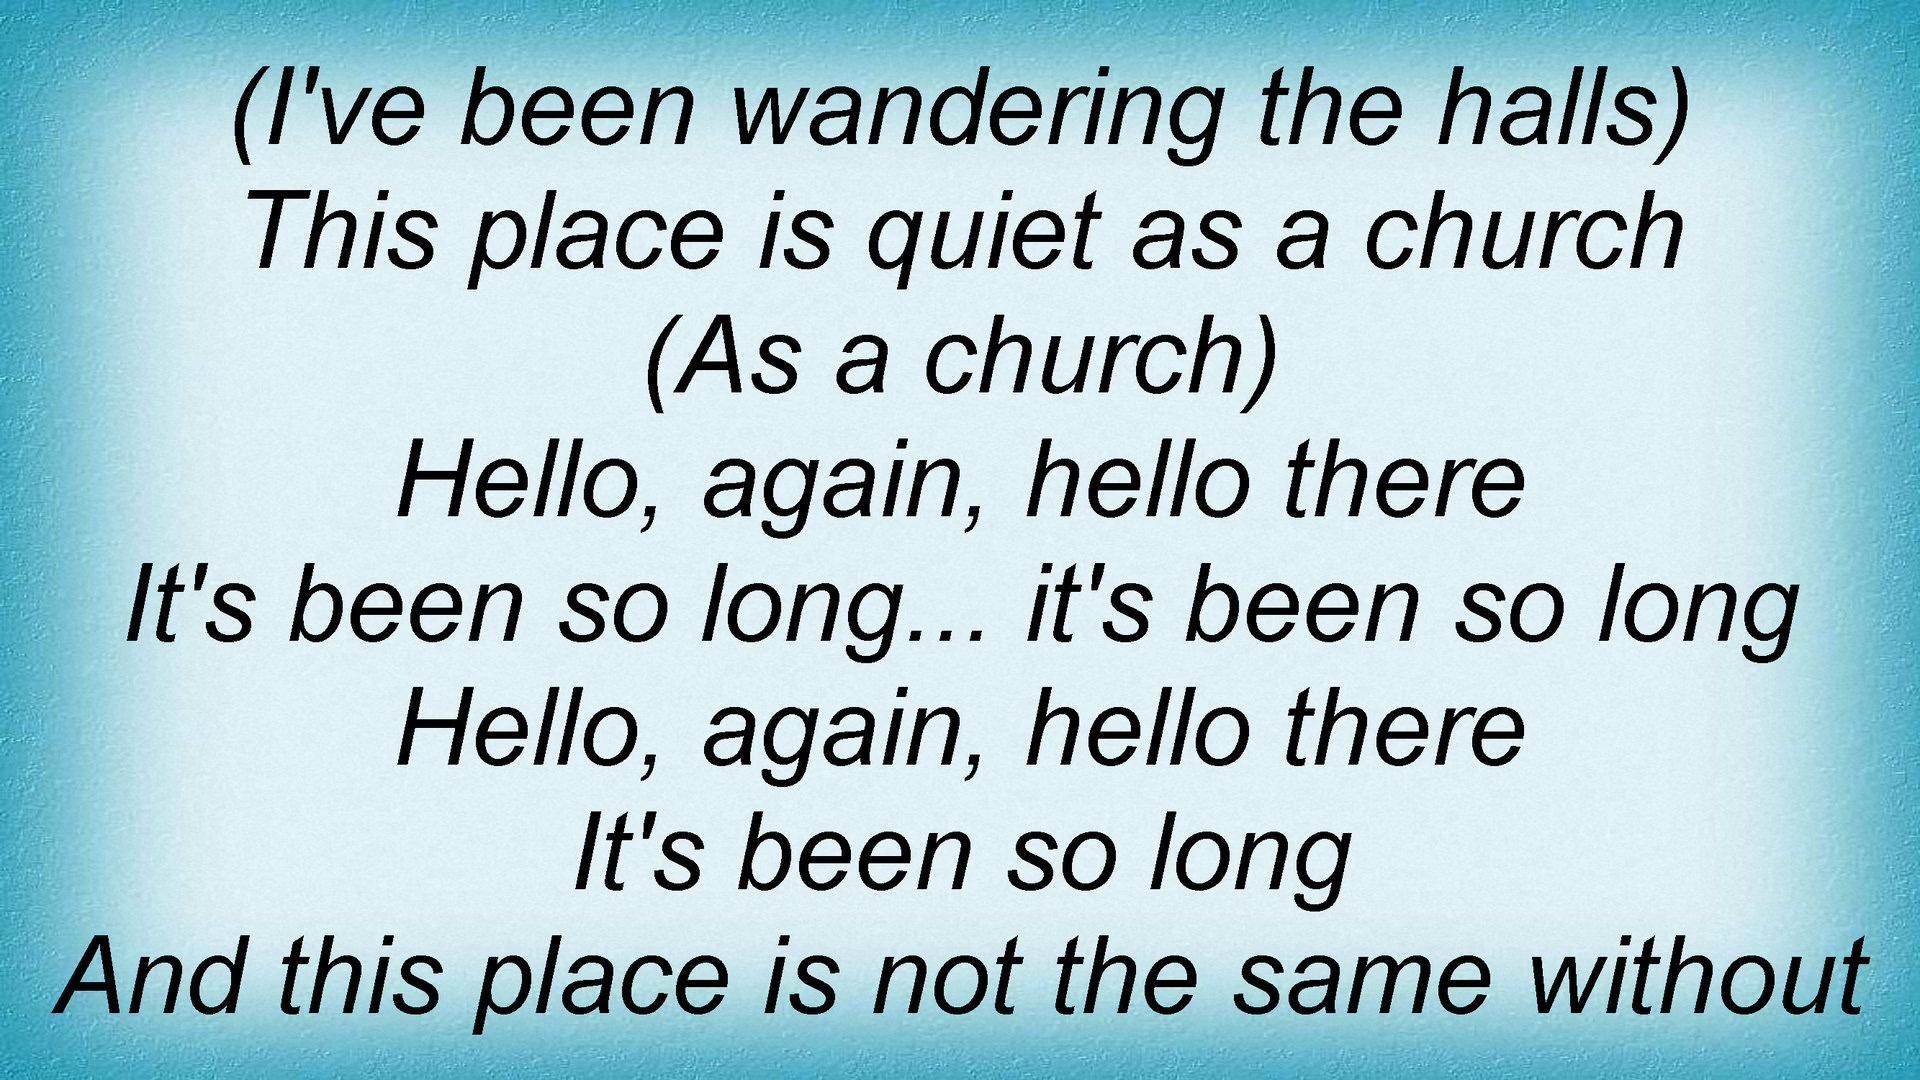 (I've been wandering the halls)
This place is quiet as a church
(As a church)
Hello, again, hello there
It's been so long... it's been so long
Hello, again, hello there
It's been so long
And this place is not the same without